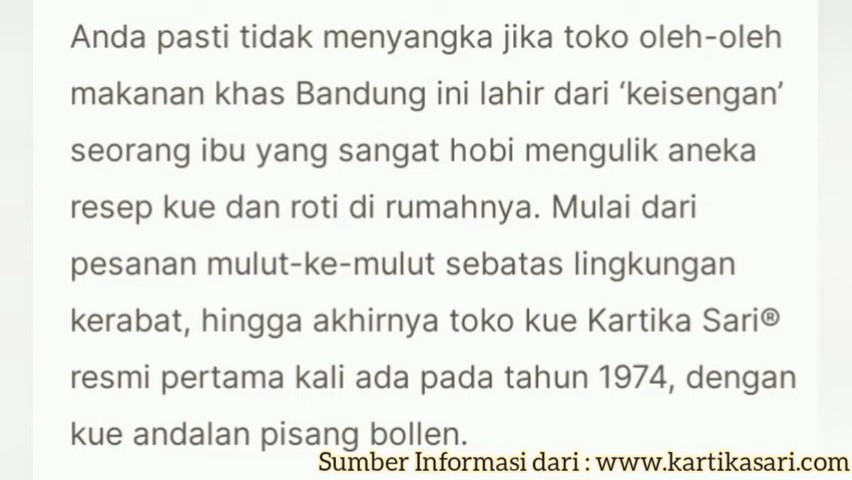 Anda pasti tidak menyangka jika toko oleh-oleh
makanan khas Bandung ini lahir dari ‘keisengan’
seorang ibu yang sangat hobi mengulik aneka
resep kue dan roti di rumahnya. Mulai dari
pesanan mulut-ke-mulut sebatas lingkungan
kerabat, hingga akhirnya toko kue Kartika Sari®
resmi pertama kali ada pada tahun 1974, dengan
kue andalan pisang bollen.
Sumber Informasi dari : www.kartikasari.com